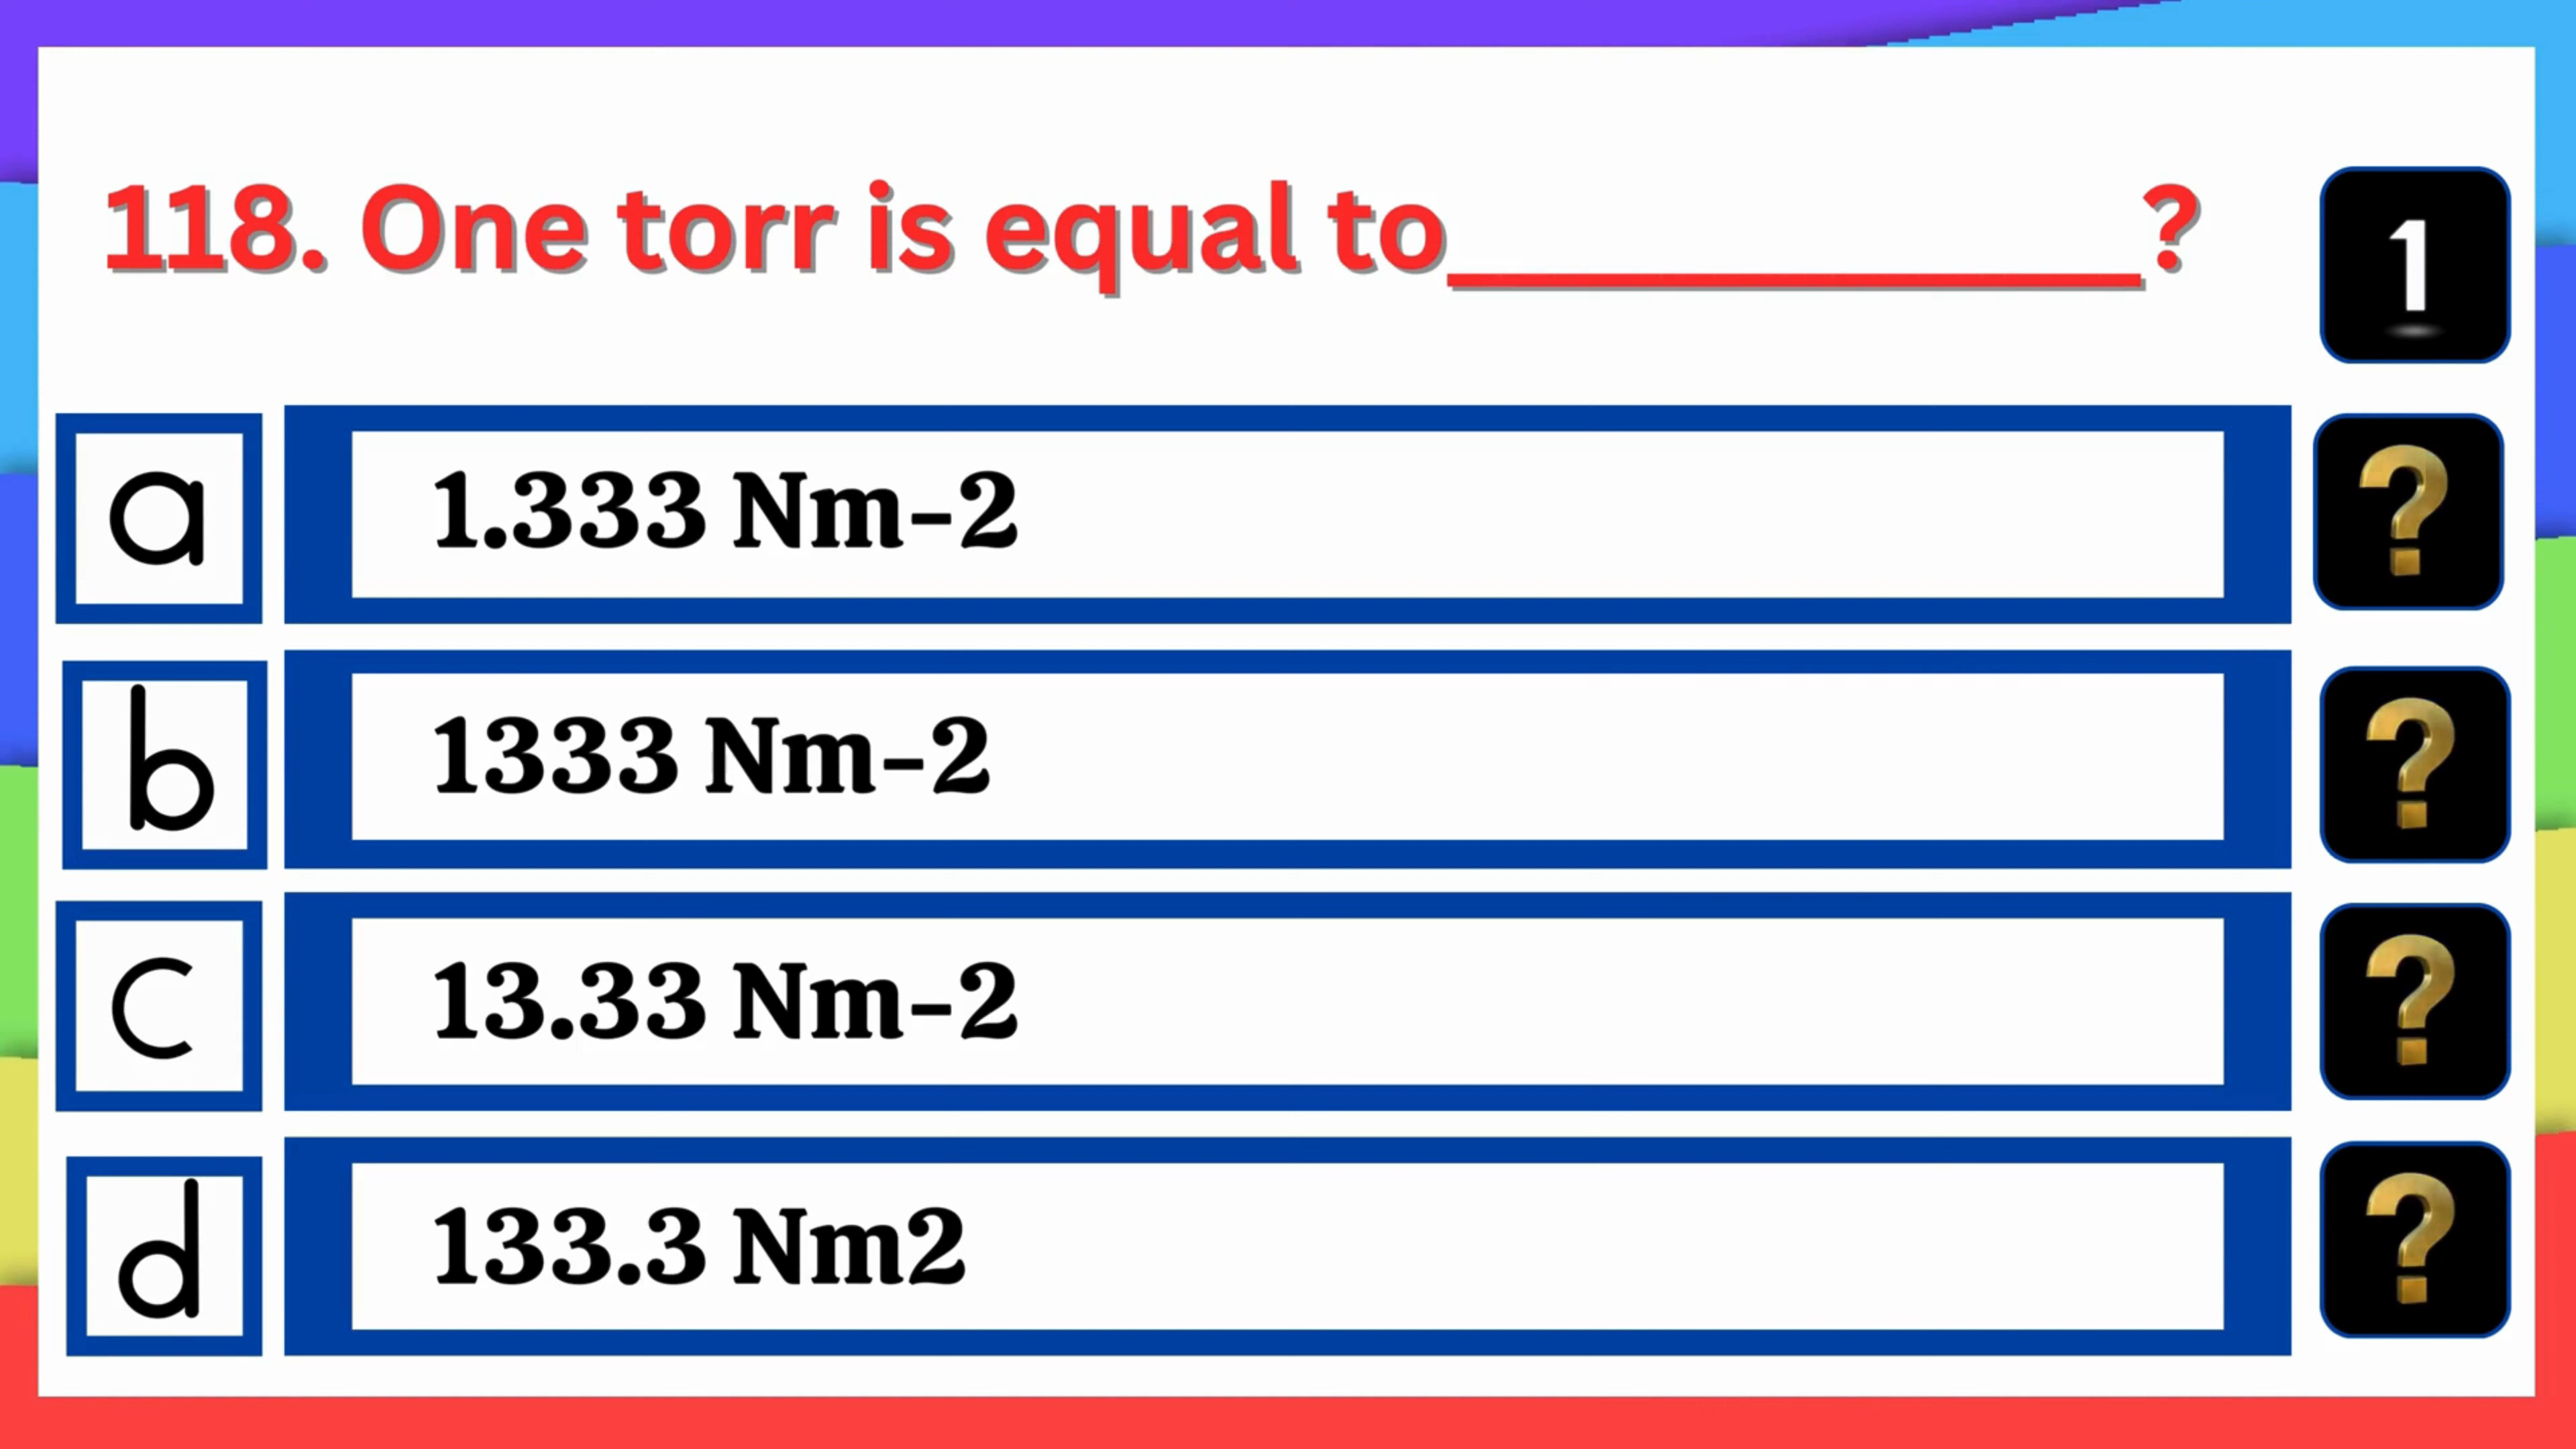 118. One torr is equal to_____________?
1
a
1.333 Nm-2
?
b
1333 Nm-2
?
c
13.33 Nm-2
?
d
133.3 Nm2
?